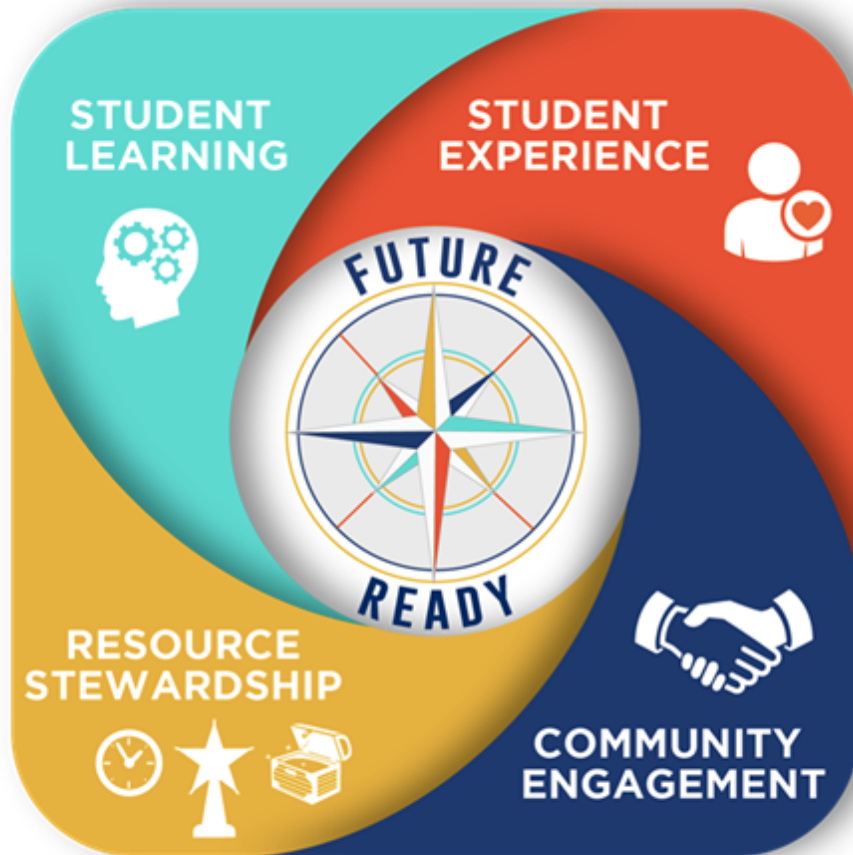 STUDENT
LEARNING
STUDENT
EXPERIENCE
FUTURE
READY
RESOURCE
STEWARDSHIP
COMMUNITY
ENGAGEMENT